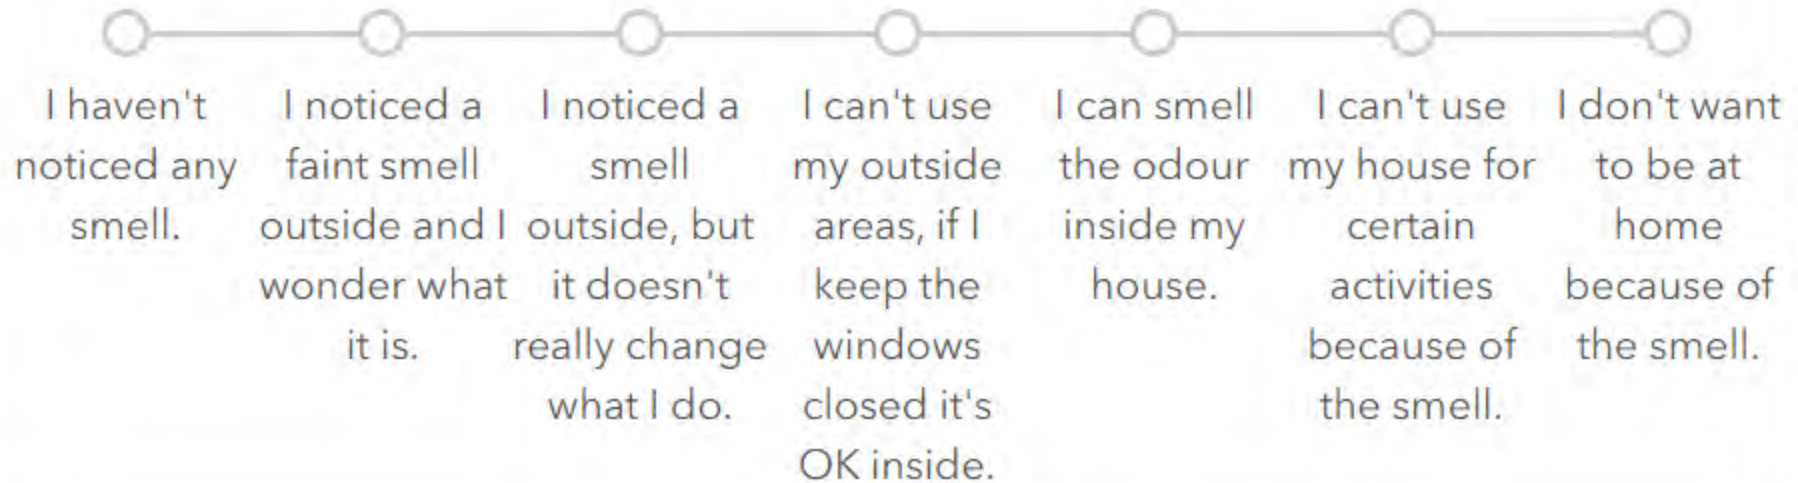 I haven't
noticed any
smell.
I noticed a
faint smell
outside and I
wonder what
it is.
I noticed a
smell
outside, but
it doesn't
really change
what I do.
I can't use
my outside
areas, if I
keep the
windows
closed it's
OK inside.
I can smell
the odour
inside my
house.
I can't use
my house for
certain
activities
because of
the smell.
I don't want
to be at
home
because of
the smell.